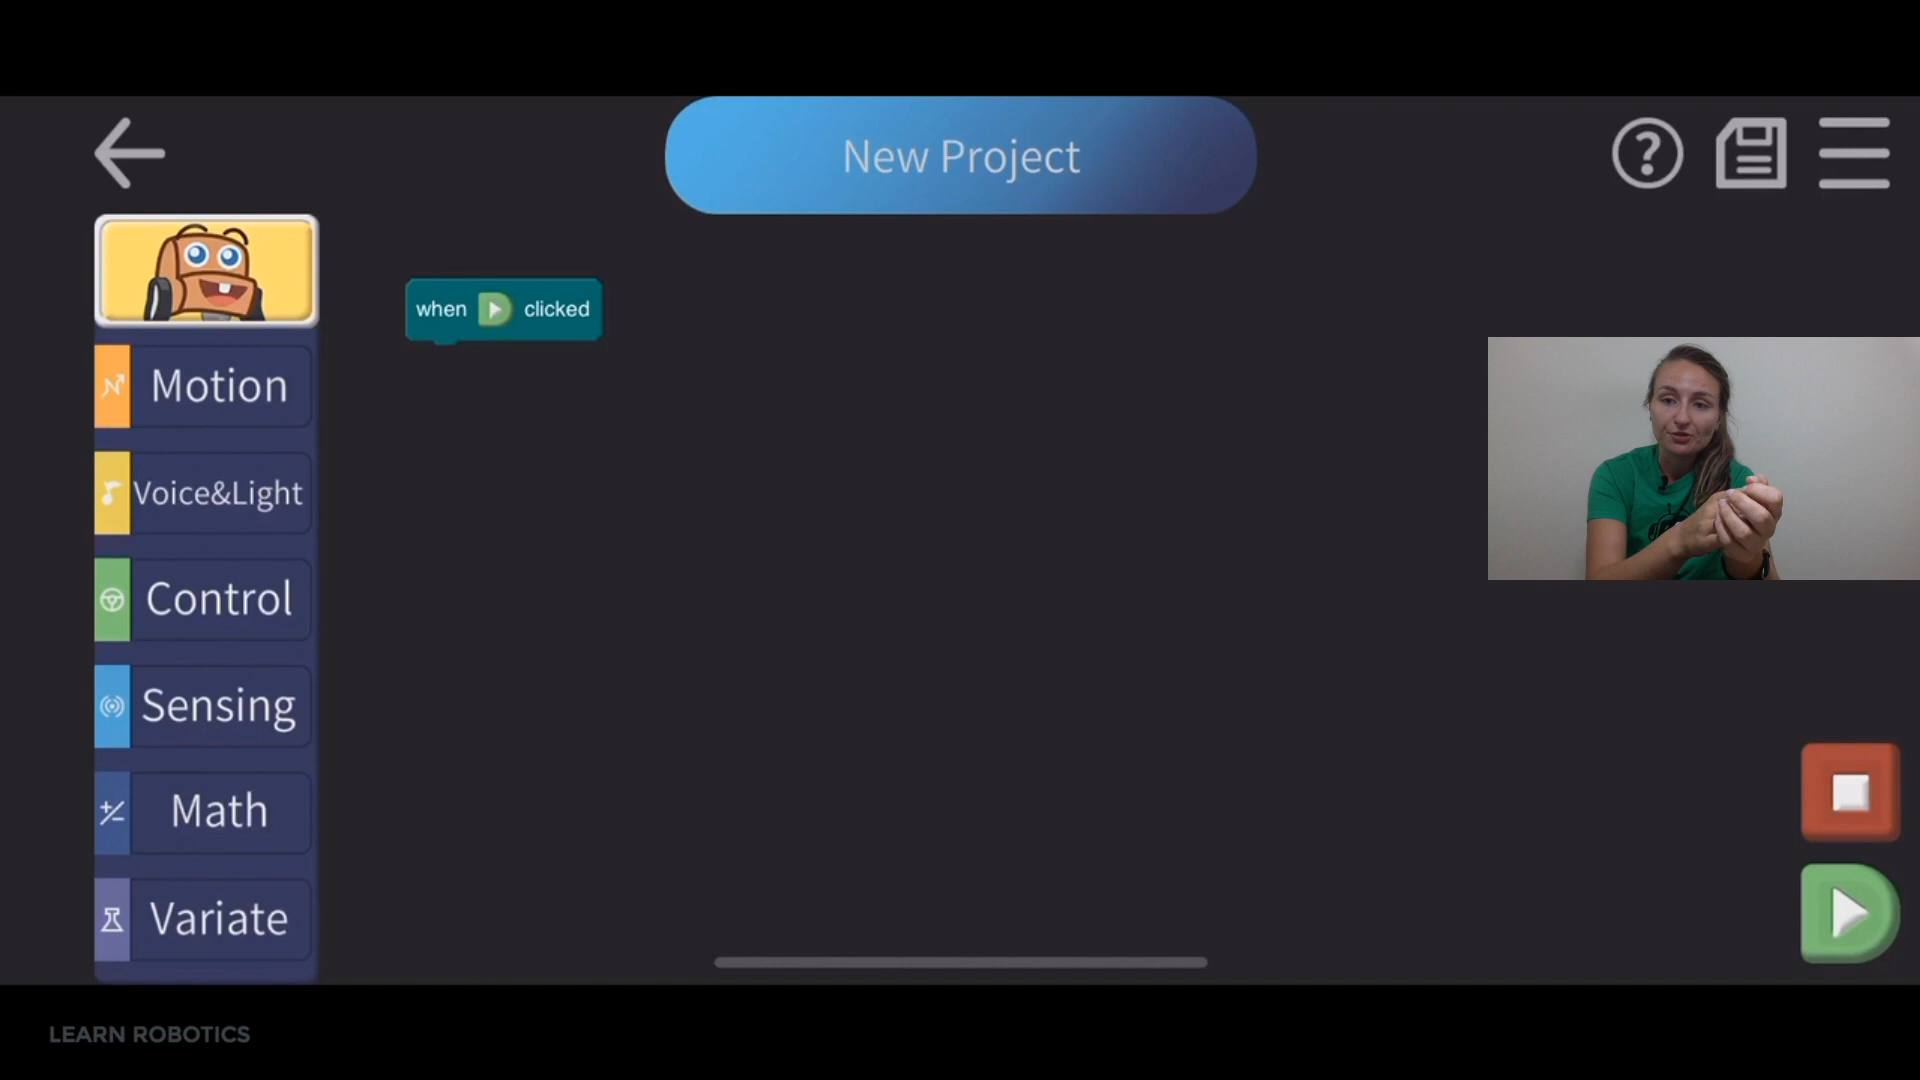 New Project
when clicked
Motion
Voice&Light
Control
Sensing
Math
Variate
LEARN ROBOTICS